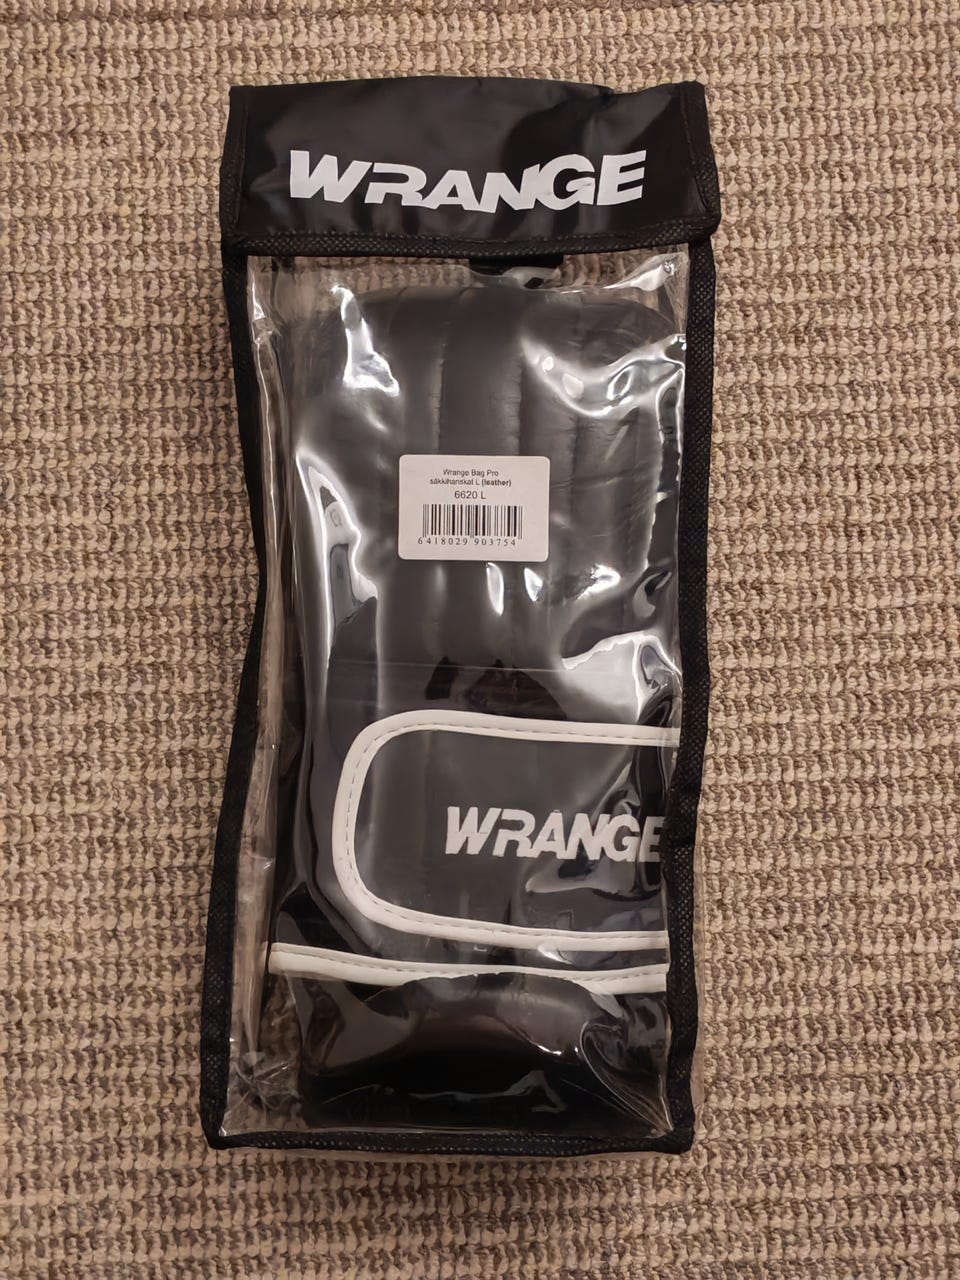 WRANGE
Wrange Bag Pro
säkkihanskat L (leather)
6620 L
6418029 903754
WRANGE